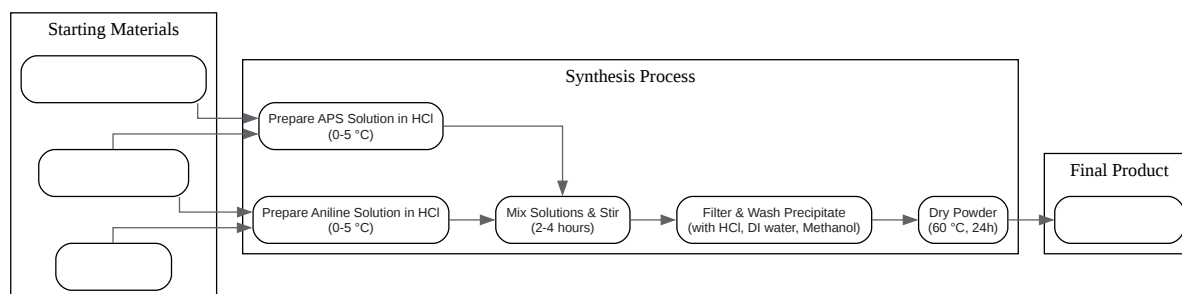 Starting Materials
Synthesis Process
Prepare APS Solution in HCl
(0-5 °C)
Final Product
Prepare Aniline Solution in HCl
(0-5 °C)
Mix Solutions & Stir
(2-4 hours)
Filter & Wash Precipitate
(with HCl, DI water, Methanol)
Dry Powder
(60 °C, 24h)